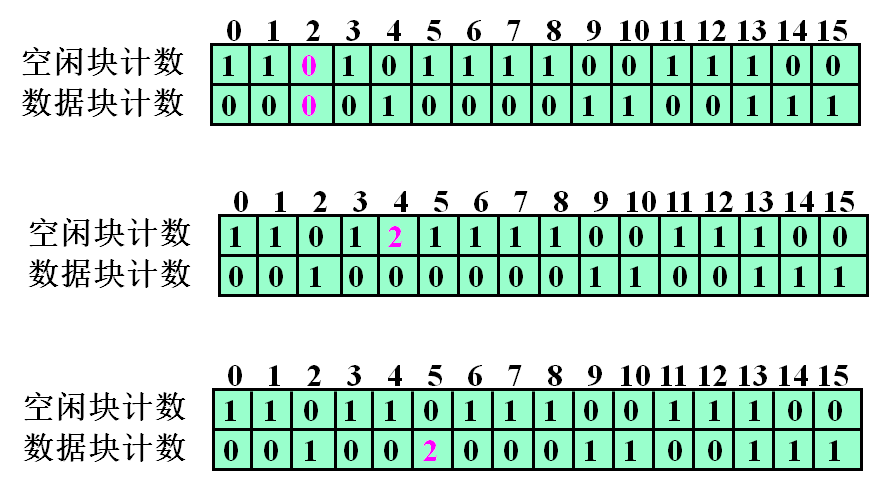 0 1 2 3 4 5 6 7 8 9 10 11 12 13 14 15
空闲块计数 1 1 0 1 0 1 1 1 1 0 0 1 1 1 0 0
数据块计数 0 0 0 0 1 0 0 0 0 1 1 0 0 1 1 1
0 1 2 3 4 5 6 7 8 9 10 11 12 13 14 15
空闲块计数 1 1 0 1 2 1 1 1 1 0 0 1 1 1 0 0
数据块计数 0 0 1 0 0 0 0 0 0 1 1 0 0 1 1 1
0 1 2 3 4 5 6 7 8 9 10 11 12 13 14 15
空闲块计数 1 1 0 1 1 0 1 1 1 0 0 1 1 1 0 0
数据块计数 0 0 1 0 0 2 0 0 0 1 1 0 0 1 1 1